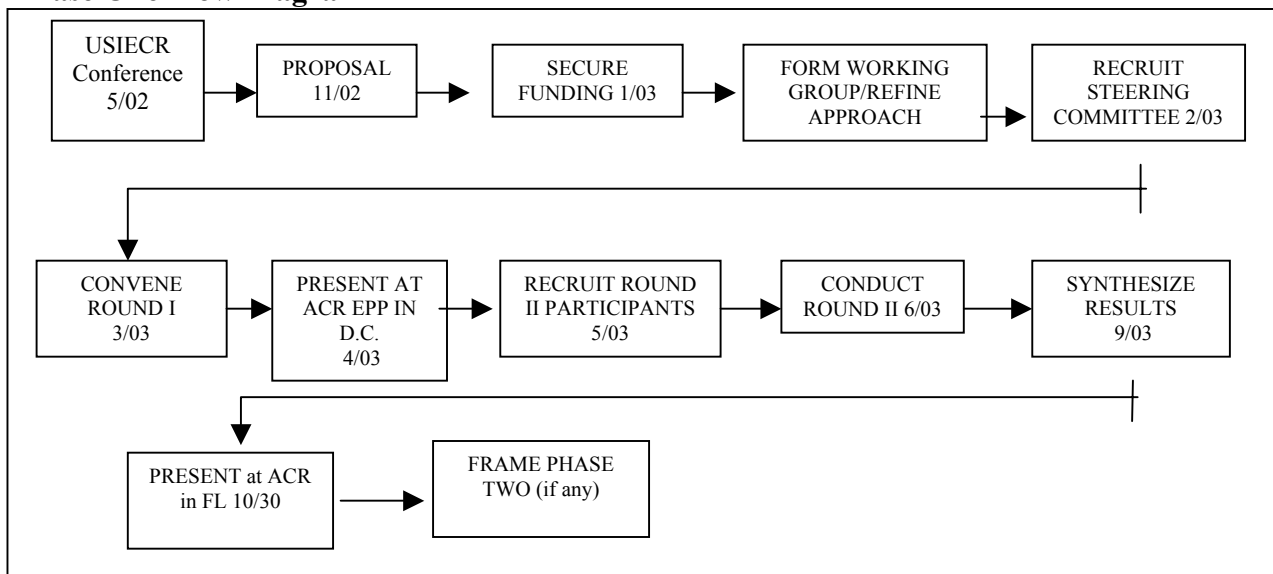 USIECR
Conference
5/02
PROPOSAL
11/02
SECURE
FUNDING 1/03
FORM WORKING
GROUP/REFINE
APPROACH
RECRUIT
STEERING
COMMITTEE 2/03
CONVENE
ROUND I
3/03
PRESENT AT
ACR EPP IN
D.C.
4/03
RECRUIT ROUND
II PARTICIPANTS
5/03
CONDUCT
ROUND II 6/03
SYNTHESIZE
RESULTS
9/03
PRESENT at ACR
in FL 10/30
FRAME PHASE
TWO (if any)